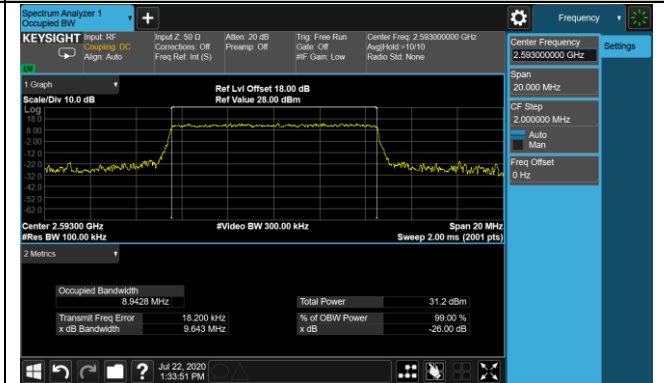 Spectrum Analyzer 1
Occupied BW
+
Frequency
KEYSIGHT
Input: RF
Coupling: DC
Align: Auto
Input Z: 50 Ω
Corrections: Off
Freq Ref: Int (S)
Atten: 20 dB
Preamp: Off
Trig: Free Run
Gate: Off
#IF Gain: Low
Center Freq: 2.593000000 GHz
Avg|Hold:>10/10
Radio Std: None
LXI
Center Frequency
2.593000000 GHz
Settings
Span
20.000 MHz
CF Step
2.000000 MHz
Auto
Man
Freq Offset
0 Hz
1 Graph
Scale/Div 10.0 dB
Ref Lvl Offset 18.00 dB
Ref Value 28.00 dBm
Log
18.0
8.00
-2.00
-12.0
-22.0
-32.0
-42.0
-52.0
-62.0
Center 2.59300 GHz
#Res BW 100.00 kHz
#Video BW 300.00 kHz
Span 20 MHz
Sweep 2.00 ms (2001 pts)
2 Metrics
Occupied Bandwidth
8.9428 MHz
Total Power 31.2 dBm
Transmit Freq Error 18.200 kHz
% of OBW Power 99.00 %
x dB Bandwidth 9.643 MHz
x dB -26.00 dB
?
Jul 22, 2020
1:33:51 PM